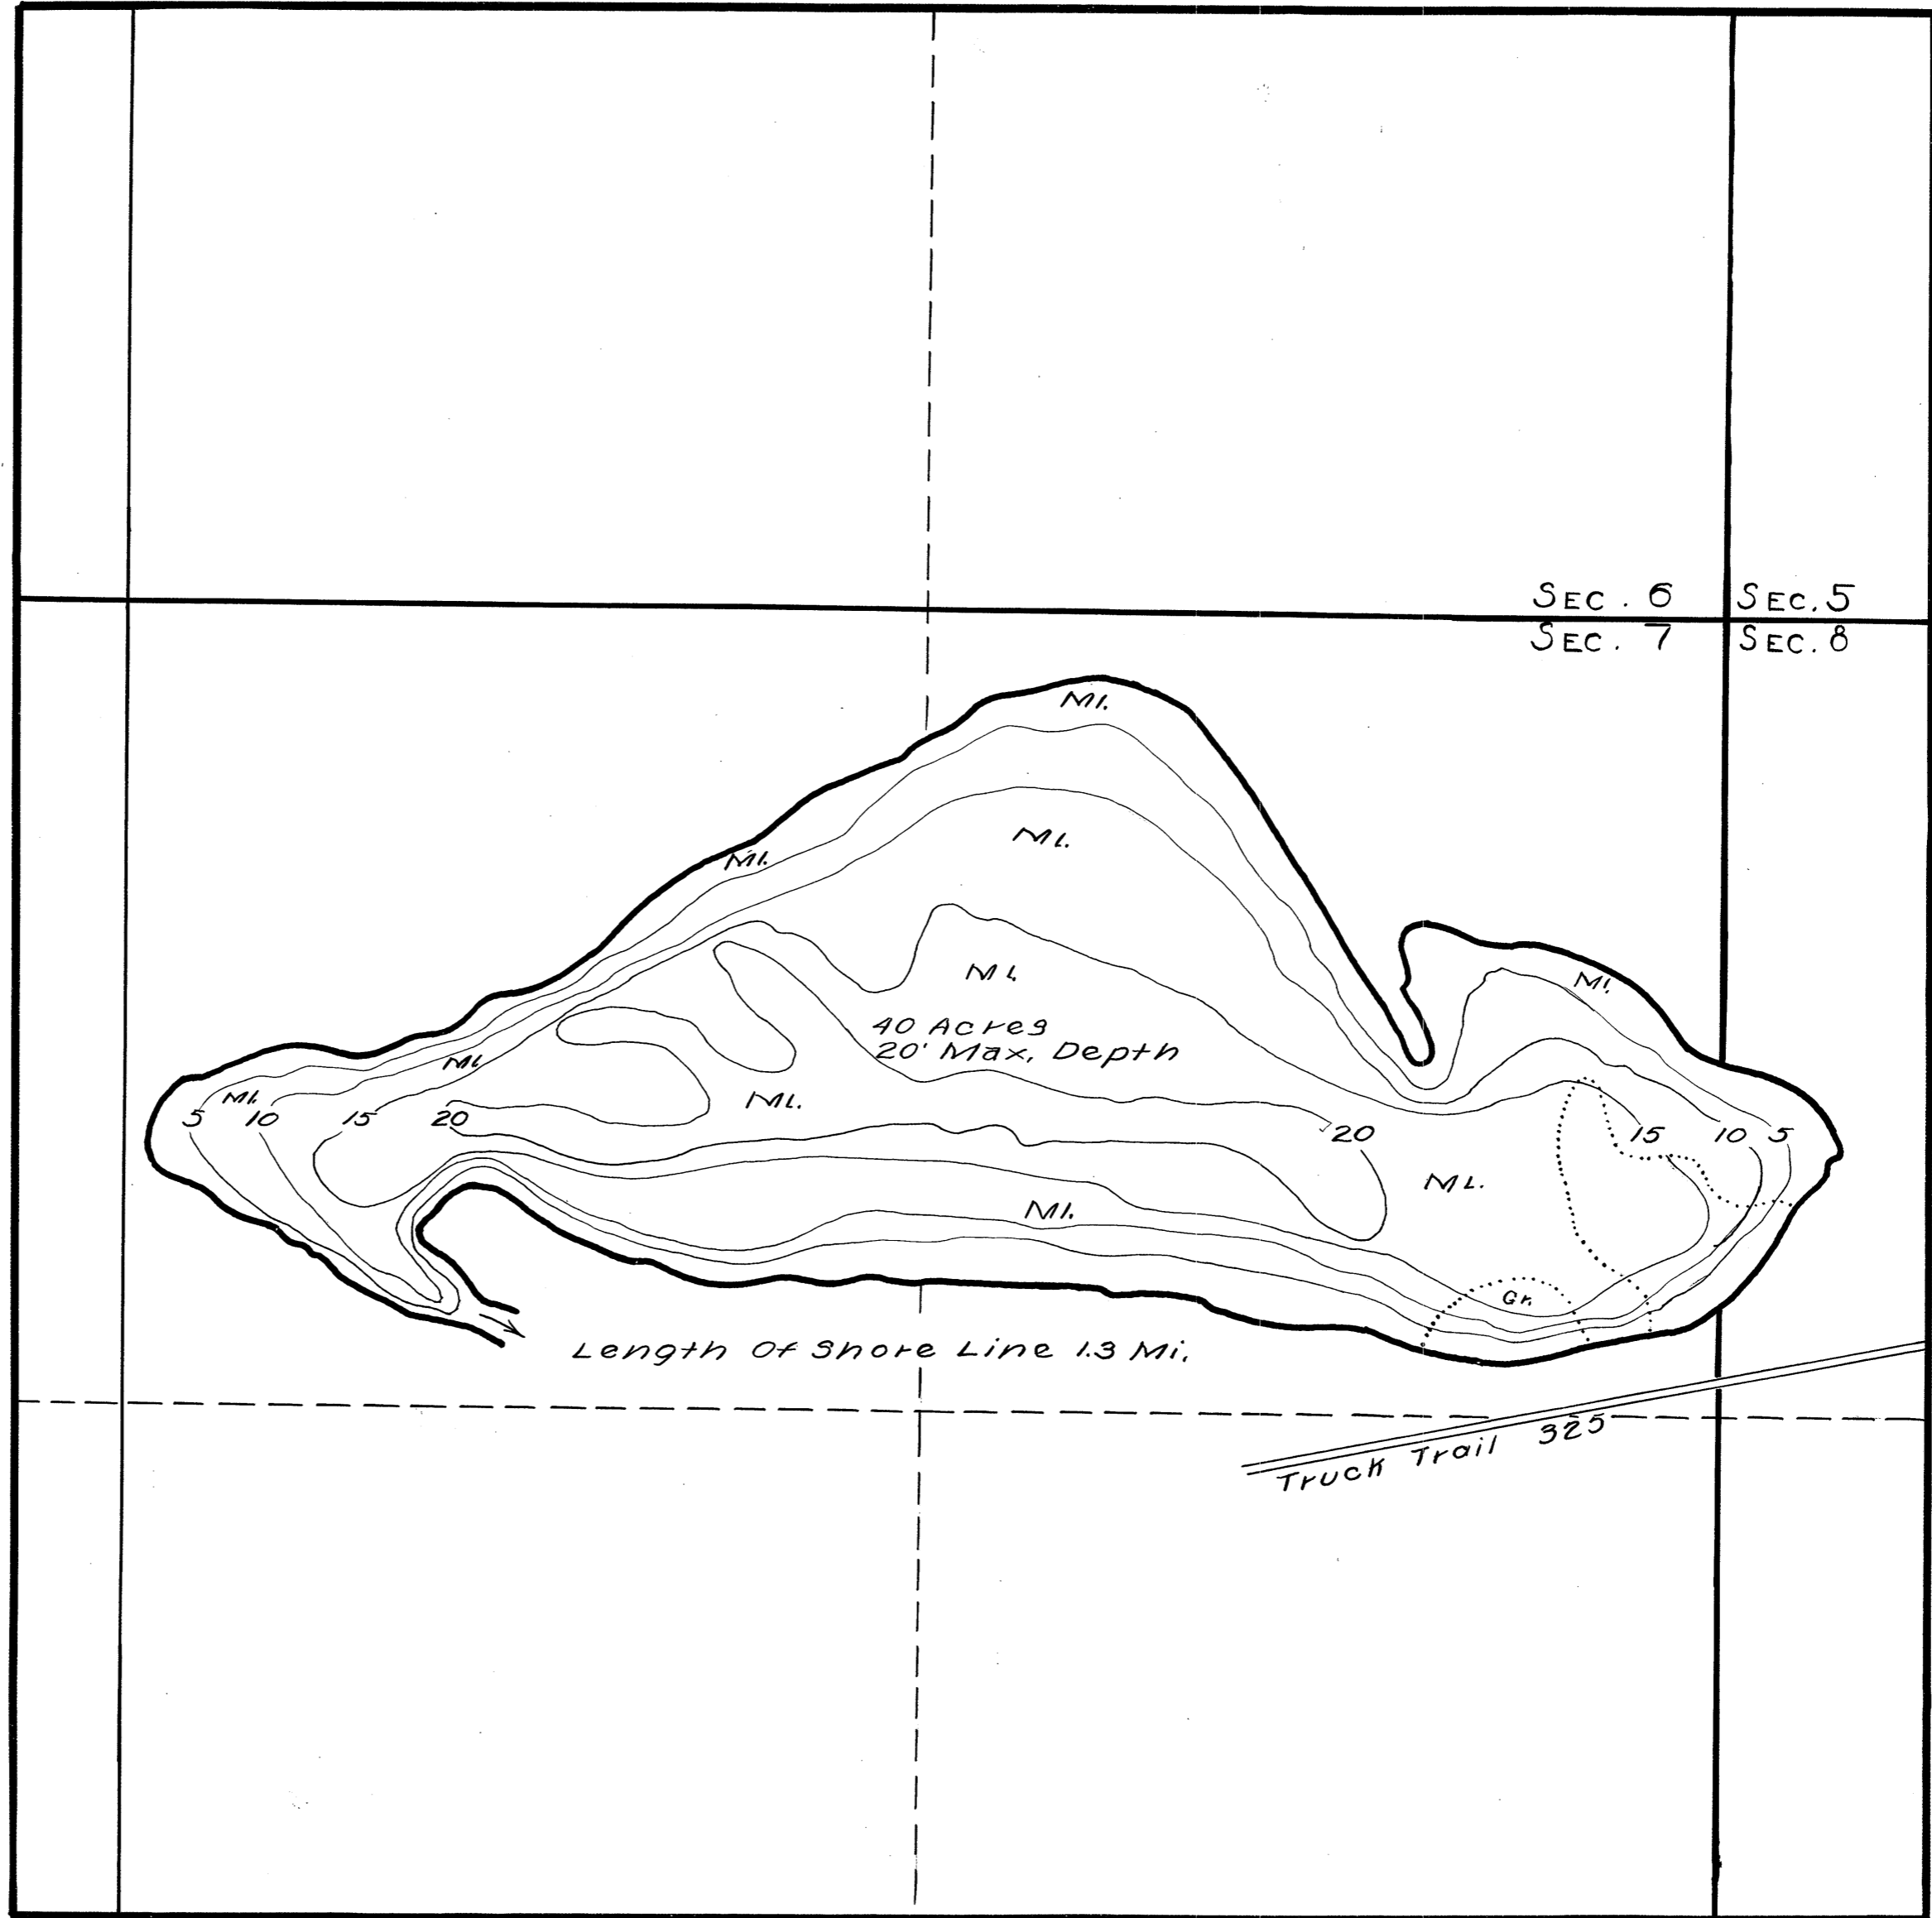 SEC. 6 SEC. 5
SEC. 7 SEC. 8
Ml.
Ml.
Ml.
Ml.
Ml.
40 Acres
20' Max. Depth
Ml.
Ml.
Ml.
5 10 15 20 20 15 10 5
Ml.
Ml.
Gr.
Length Of Shore Line 1.3 Mi.
Truck Trail 325